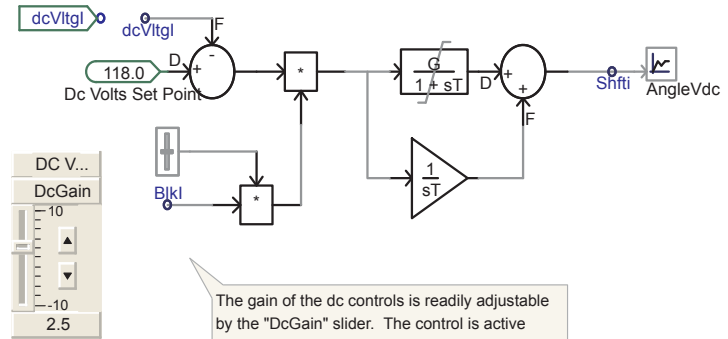 dcVltgI
dcVltgI
F
-
D
+
118.0
Dc Volts Set Point
*
G
1 + sT
D
+
+
F
Shfti
AngleVdc
1
sT
BlkI
*
DC V...
DcGain
10
-10
2.5
The gain of the dc controls is readily adjustable
by the "DcGain" slider. The control is active